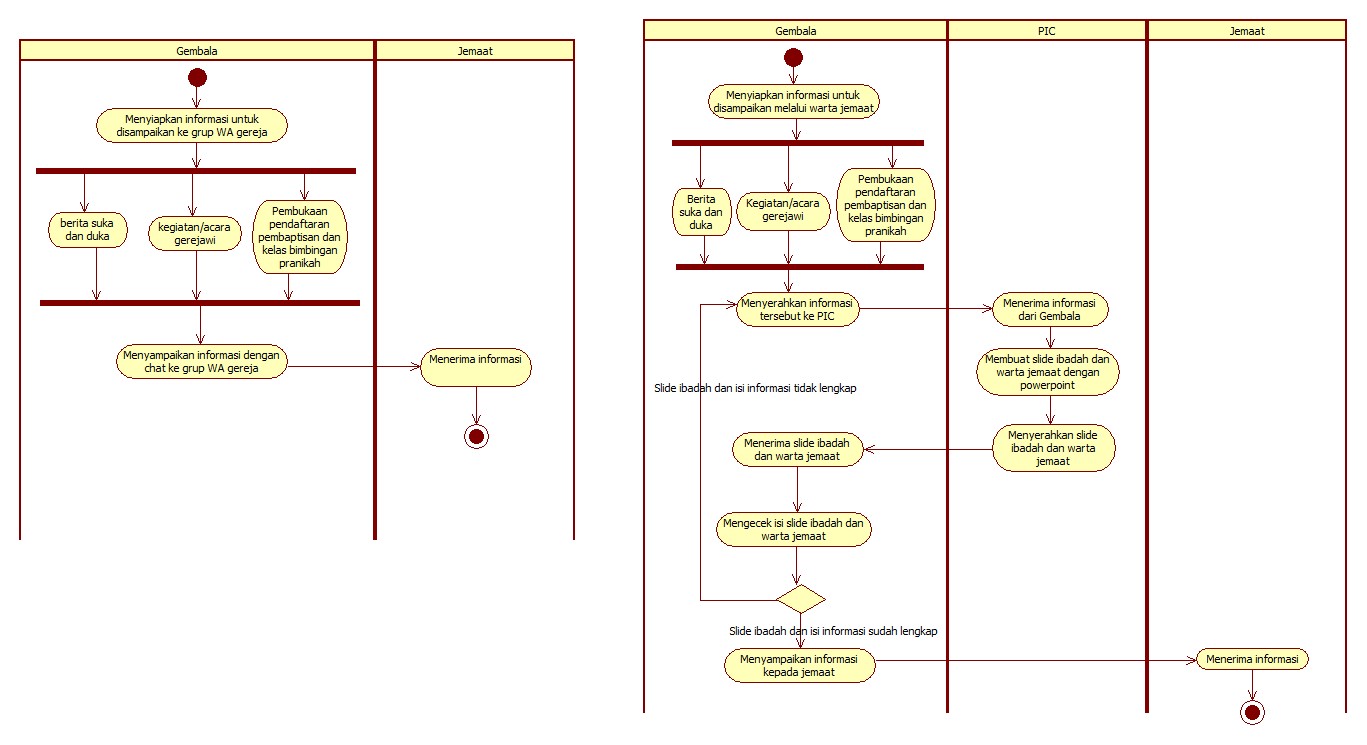 Gembala
Jemaat
Menyiapkan informasi untuk
disampaikan ke grup WA gereja
berita suka
dan duka
kegiatan/acara
gerejawi
Pembukaan
pendaftaran
pembaptisan dan
kelas bimbingan
pranikah
Menyampaikan informasi dengan
chat ke grup WA gereja
Menerima informasi
Gembala
PIC
Jemaat
Menyiapkan informasi untuk
disampaikan melalui warta jemaat
Berita
suka dan
duka
Kegiatan/acara
gerejawi
Pembukaan
pendaftaran
pembaptisan dan
kelas bimbingan
pranikah
Menyerahkan informasi
tersebut ke PIC
Menerima informasi
dari Gembala
Membuat slide ibadah dan
warta jemaat dengan
powerpoint
Slide ibadah dan isi informasi tidak lengkap
Menyerahkan slide
ibadah dan warta
jemaat
Menerima slide ibadah
dan warta jemaat
Mengecek isi slide ibadah dan
warta jemaat
Slide ibadah dan isi informasi sudah lengkap
Menyampaikan informasi
kepada jemaat
Menerima informasi